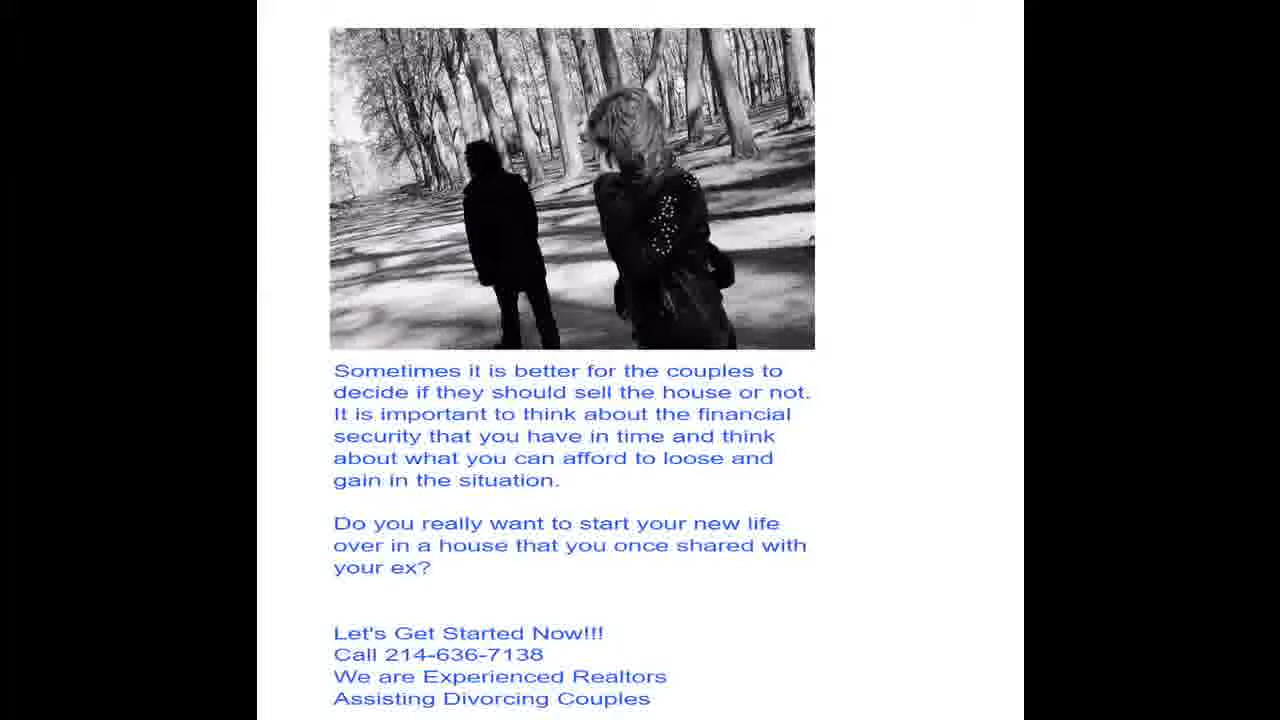 Sometimes it is better for the couples to
decide if they should sell the house or not.
It is important to think about the financial
security that you have in time and think
about what you can afford to loose and
gain in the situation.
Do you really want to start your new life
over in a house that you once shared with
your ex?
Let's Get Started Now!!!
Call 214-636-7138
We are Experienced Realtors
Assisting Divorcing Couples